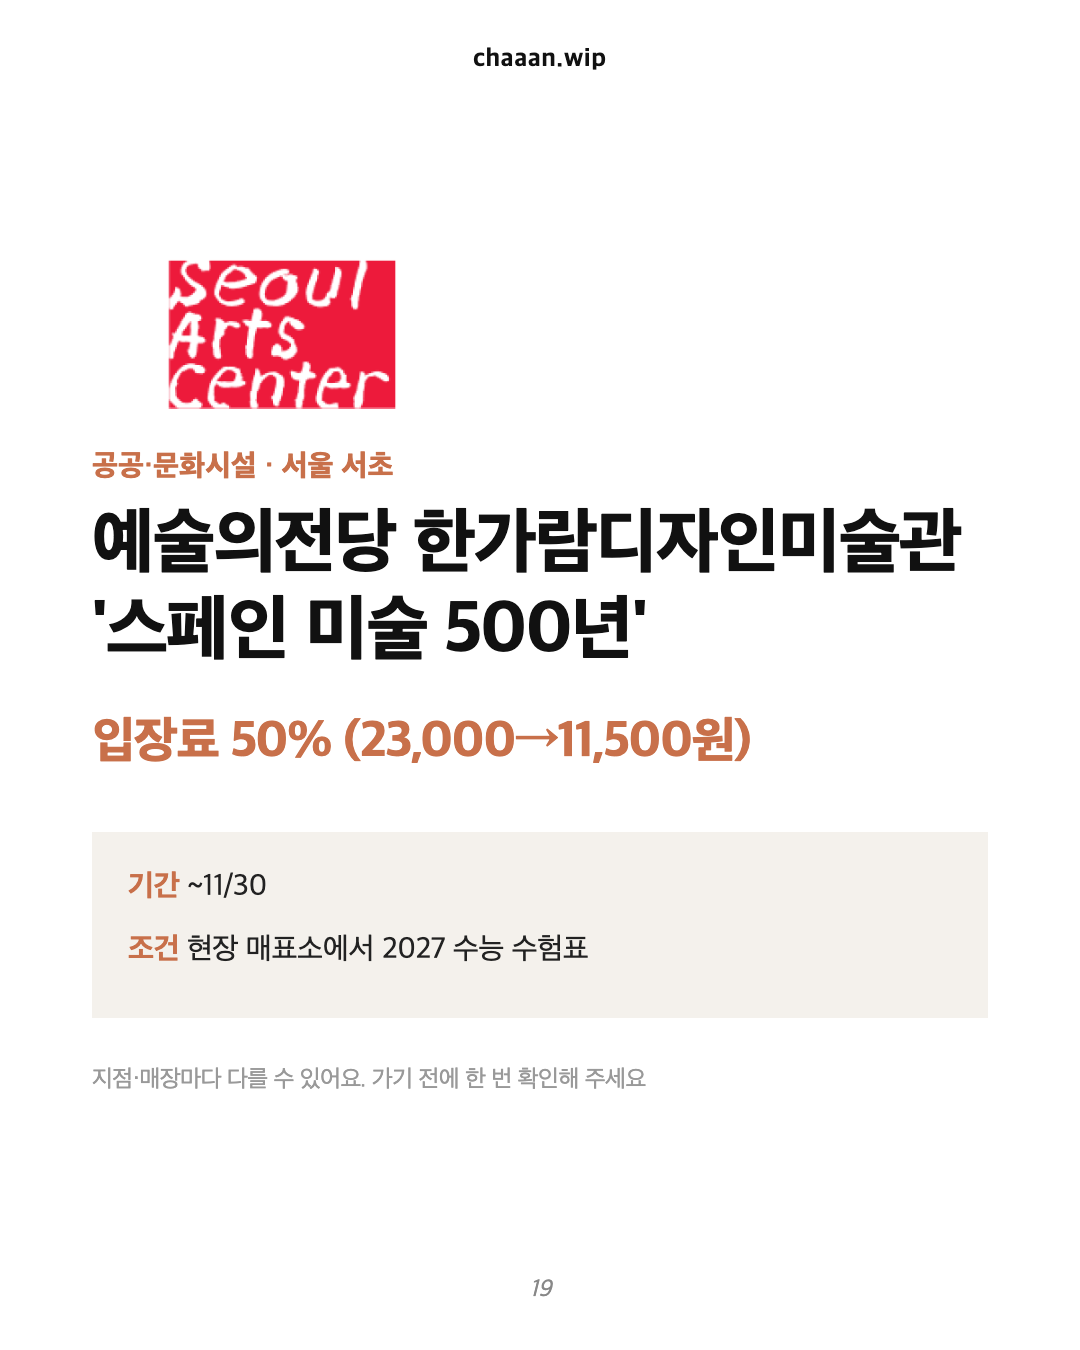 chaaan.wip
Seoul
Arts
Center
공공·문화시설 · 서울 서초
예술의전당 한가람디자인미술관
'스페인 미술 500년'
입장료 50% (23,000→11,500원)
기간 ~11/30
조건 현장 매표소에서 2027 수능 수험표
지점·매장마다 다를 수 있어요. 가기 전에 한 번 확인해 주세요
19